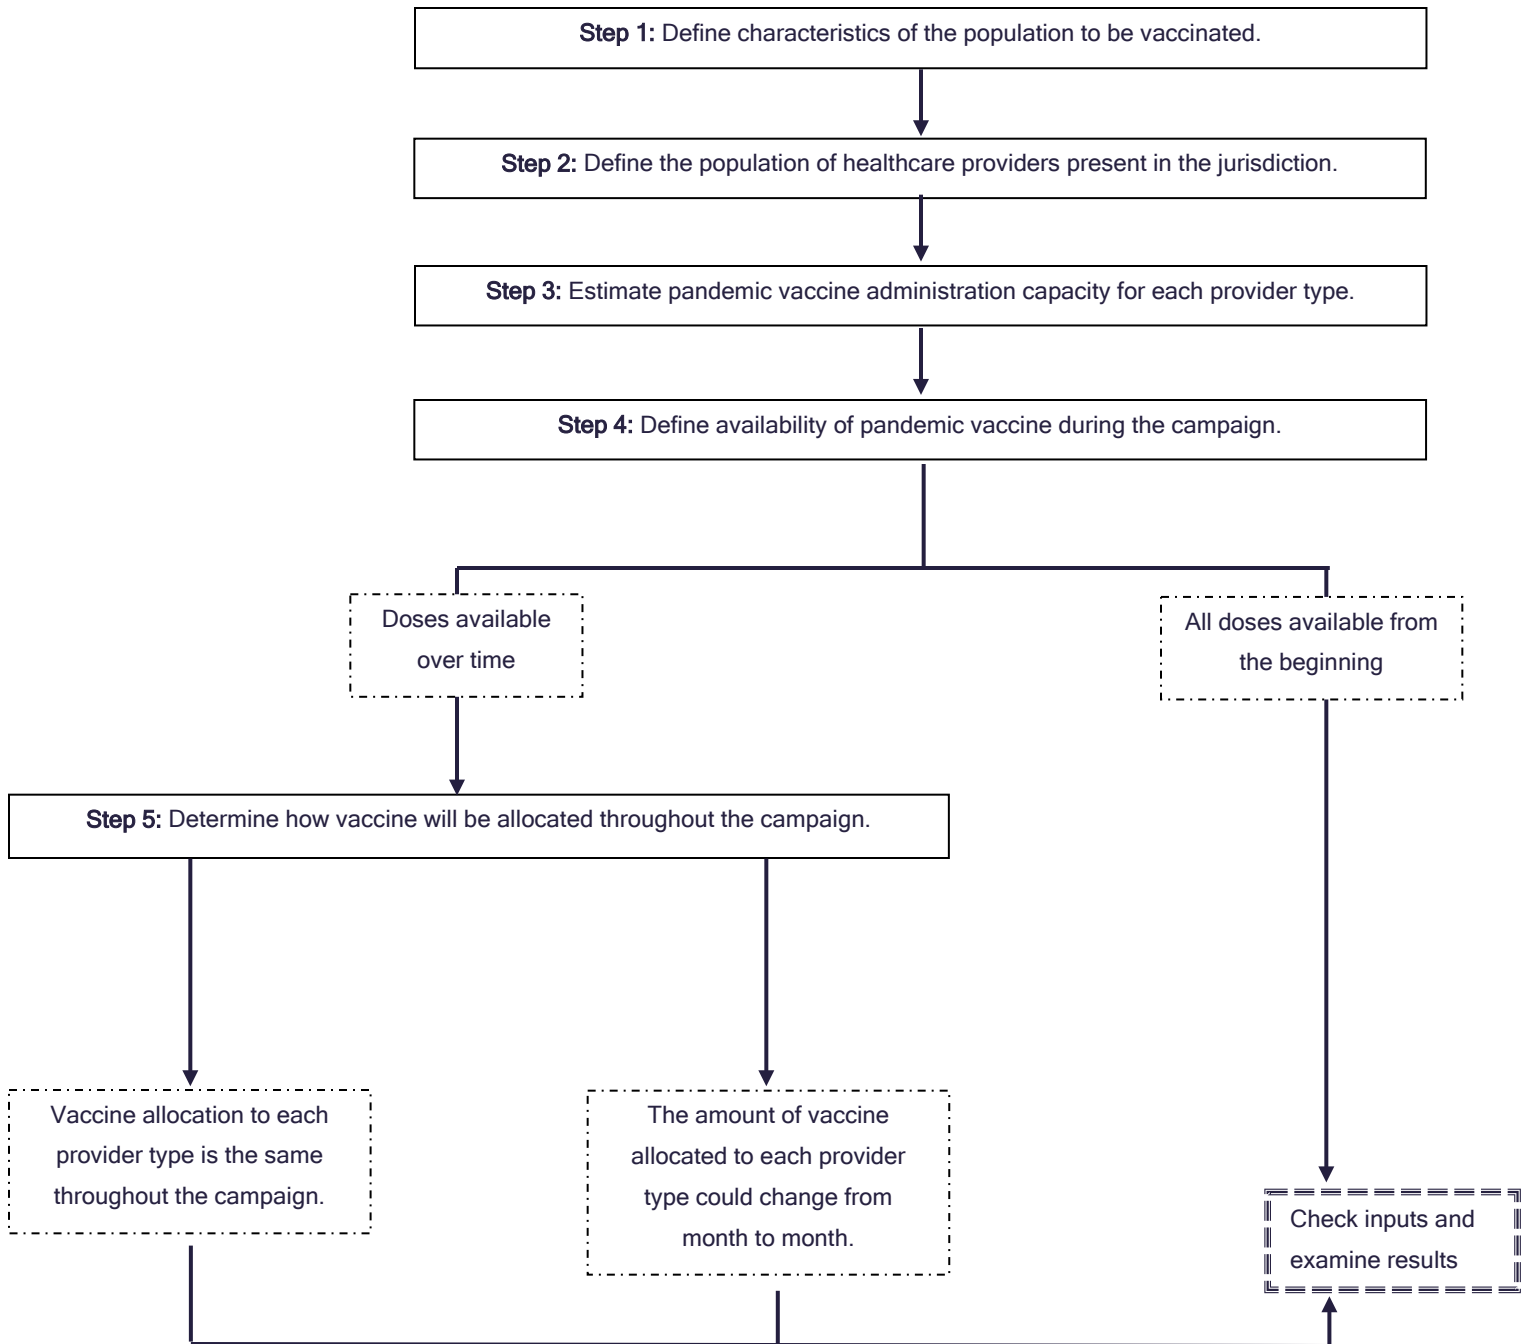 Step 1: Define characteristics of the population to be vaccinated.
Step 2: Define the population of healthcare providers present in the jurisdiction.
Step 3: Estimate pandemic vaccine administration capacity for each provider type.
Step 4: Define availability of pandemic vaccine during the campaign.
Doses available
over time
All doses available from
the beginning
Step 5: Determine how vaccine will be allocated throughout the campaign.
Vaccine allocation to each
provider type is the same
throughout the campaign.
The amount of vaccine
allocated to each provider
type could change from
month to month.
Check inputs and
examine results